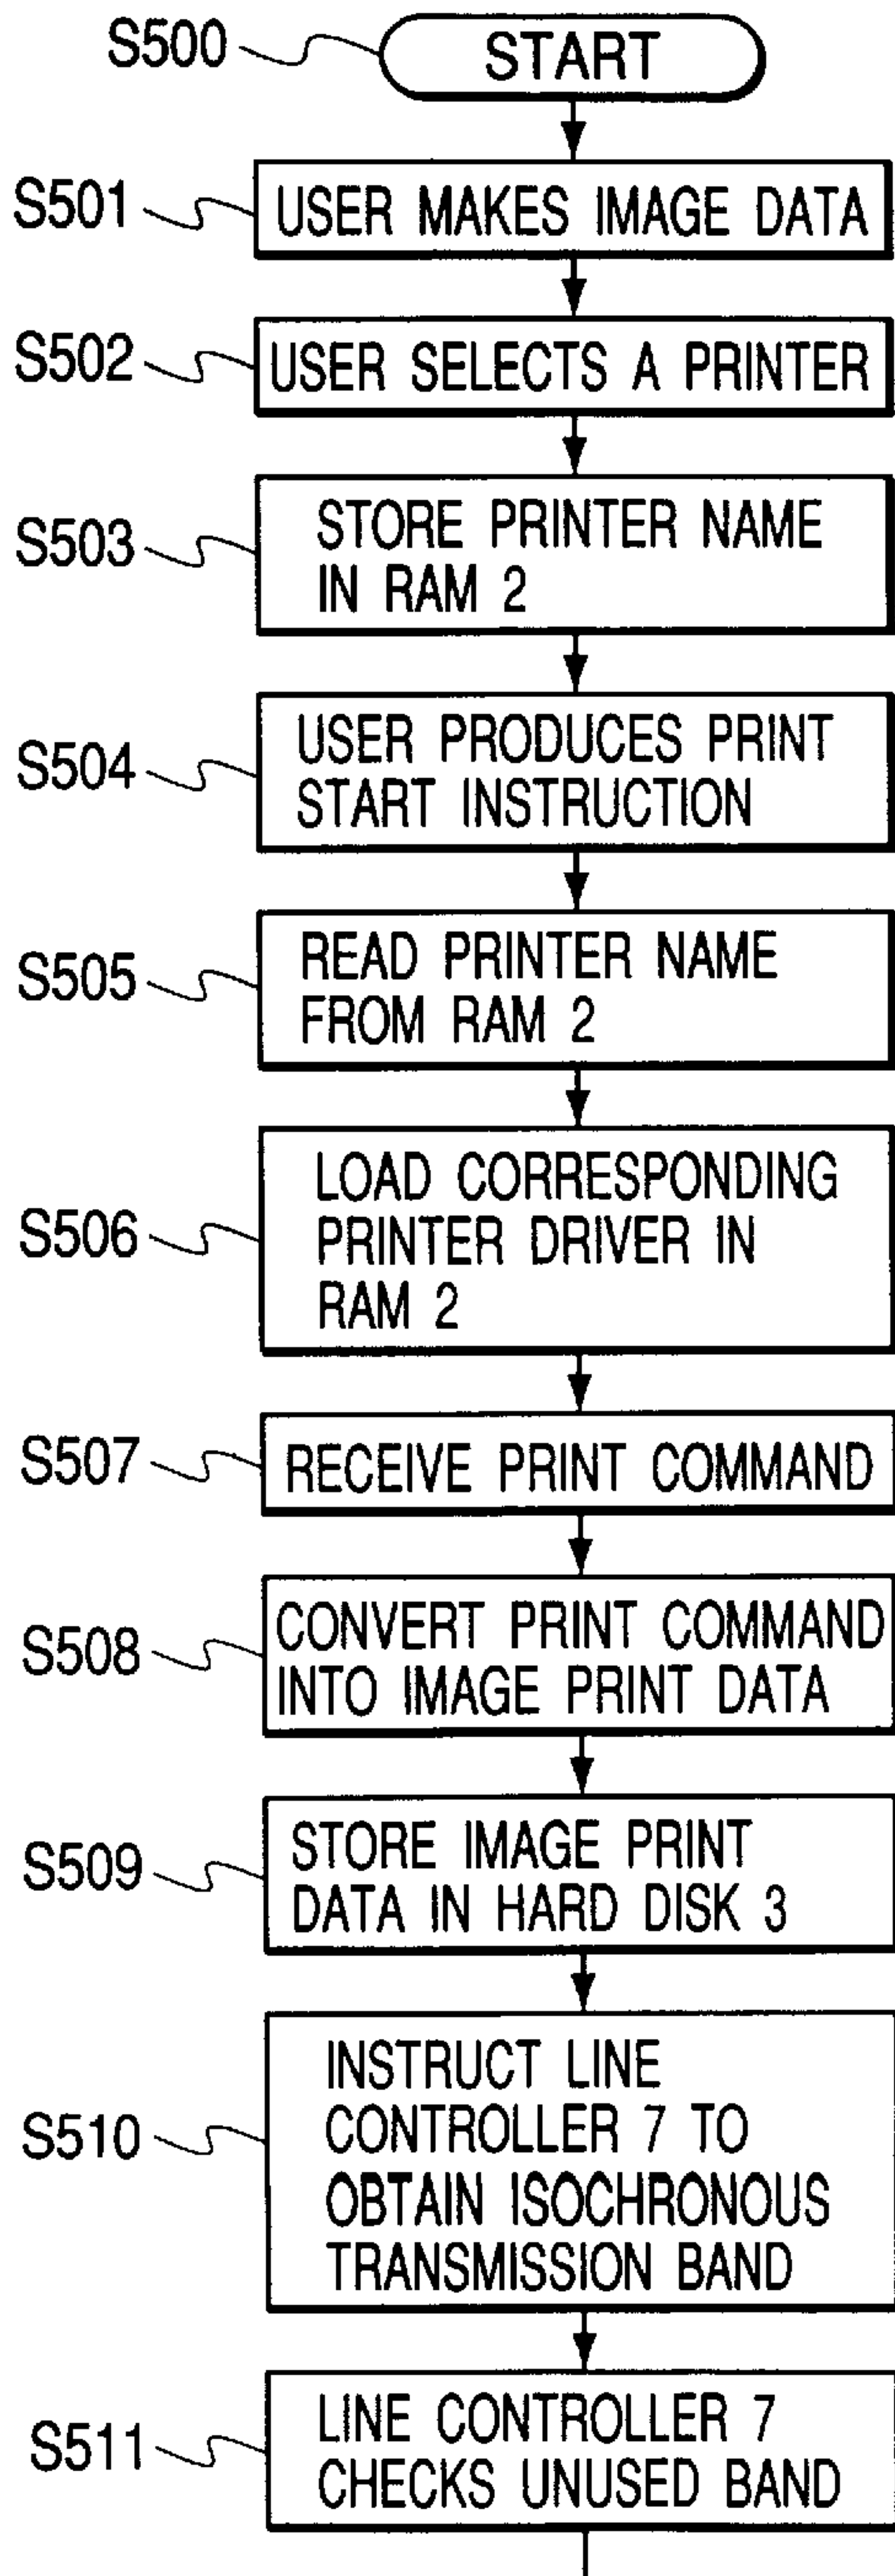 S500
START
S501
USER MAKES IMAGE DATA
S502
USER SELECTS A PRINTER
S503
STORE PRINTER NAME
IN RAM 2
S504
USER PRODUCES PRINT
START INSTRUCTION
S505
READ PRINTER NAME
FROM RAM 2
S506
LOAD CORRESPONDING
PRINTER DRIVER IN
RAM 2
S507
RECEIVE PRINT COMMAND
S508
CONVERT PRINT COMMAND
INTO IMAGE PRINT DATA
S509
STORE IMAGE PRINT
DATA IN HARD DISK 3
S510
INSTRUCT LINE
CONTROLLER 7 TO
OBTAIN ISOCHRONOUS
TRANSMISSION BAND
S511
LINE CONTROLLER 7
CHECKS UNUSED BAND